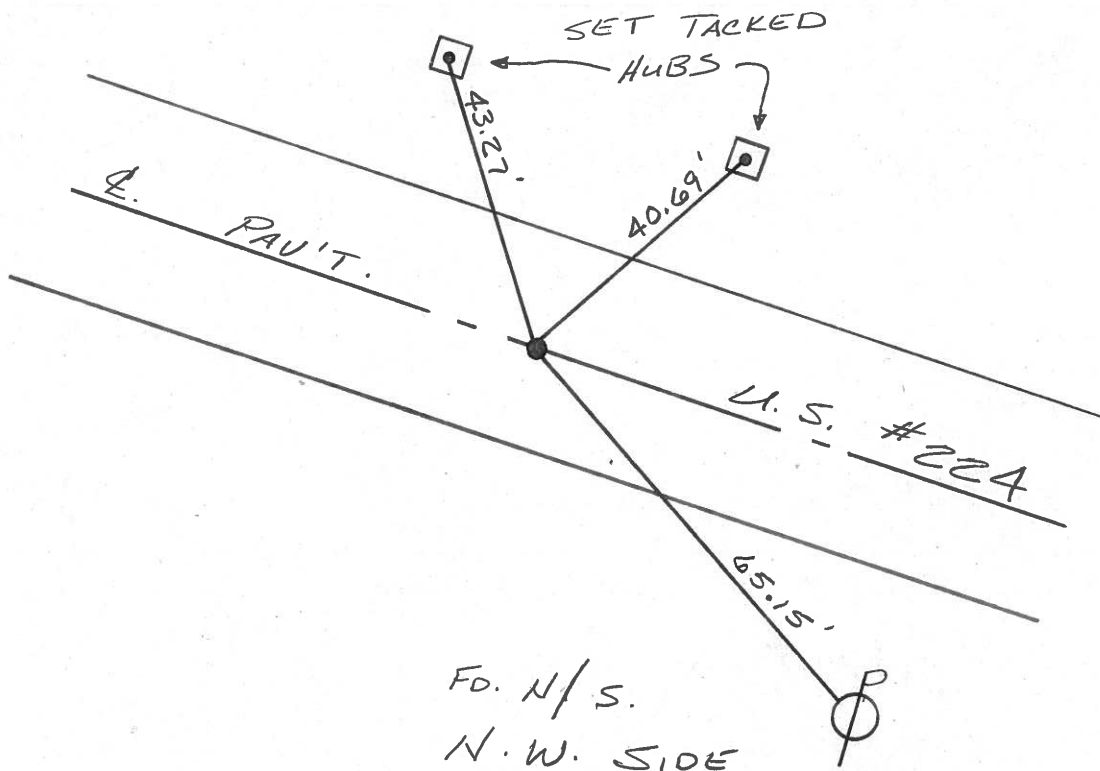 SET TACKED
HUBS
43.27'
40.69'
℄. PAV'T.
U.S. #224
65.15'
P
FD. N/S.
N.W. SIDE